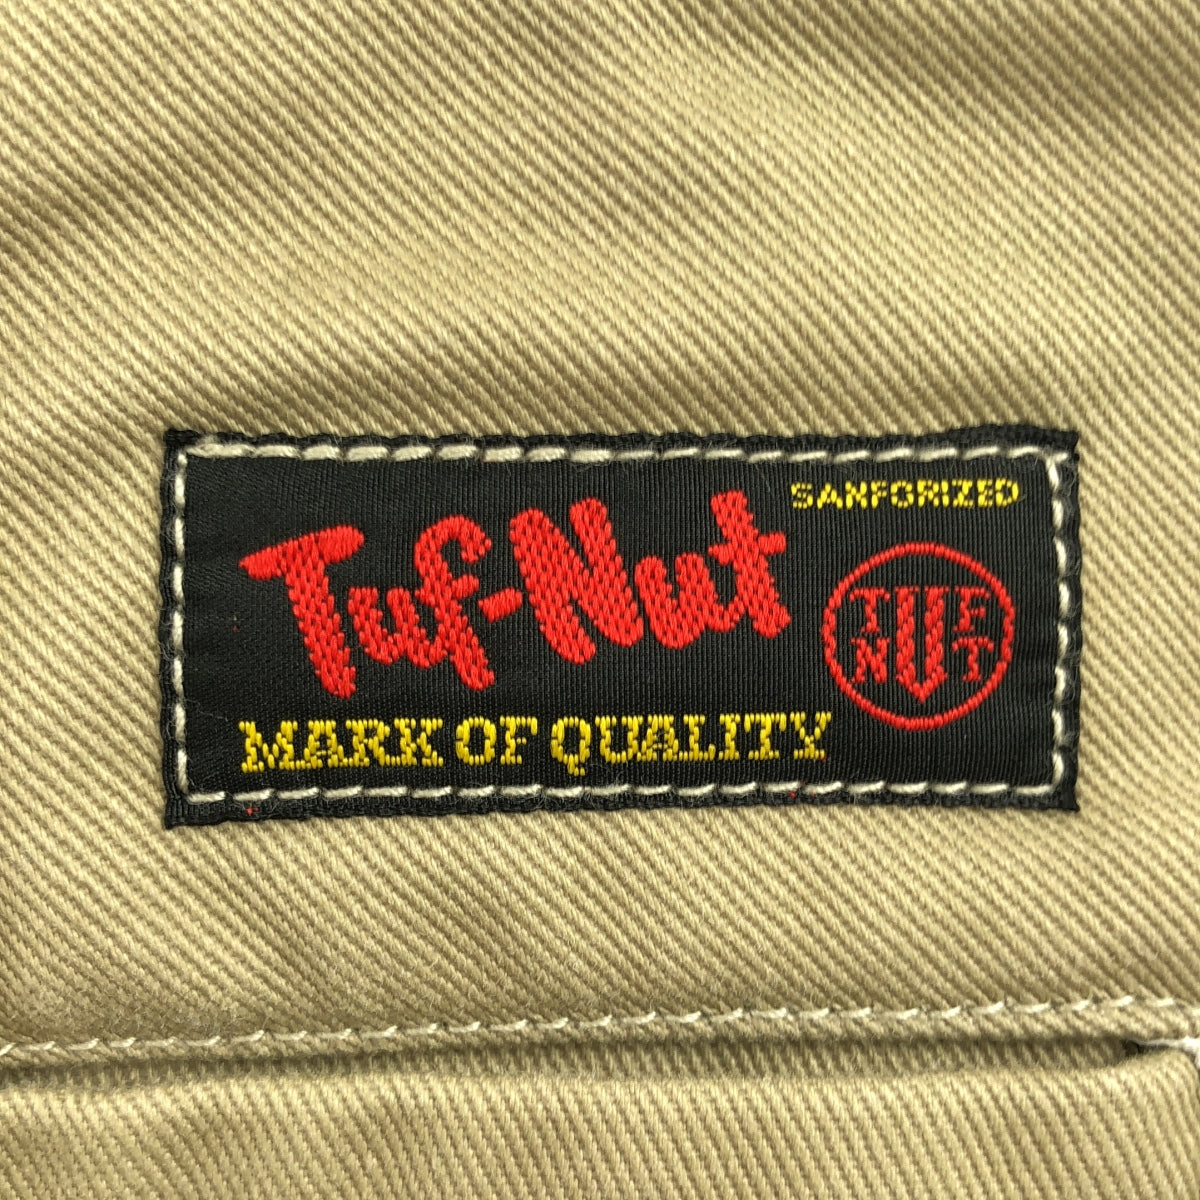 SANFORIZED
Tuf-Nut
TUF
NUT
MARK OF QUALITY